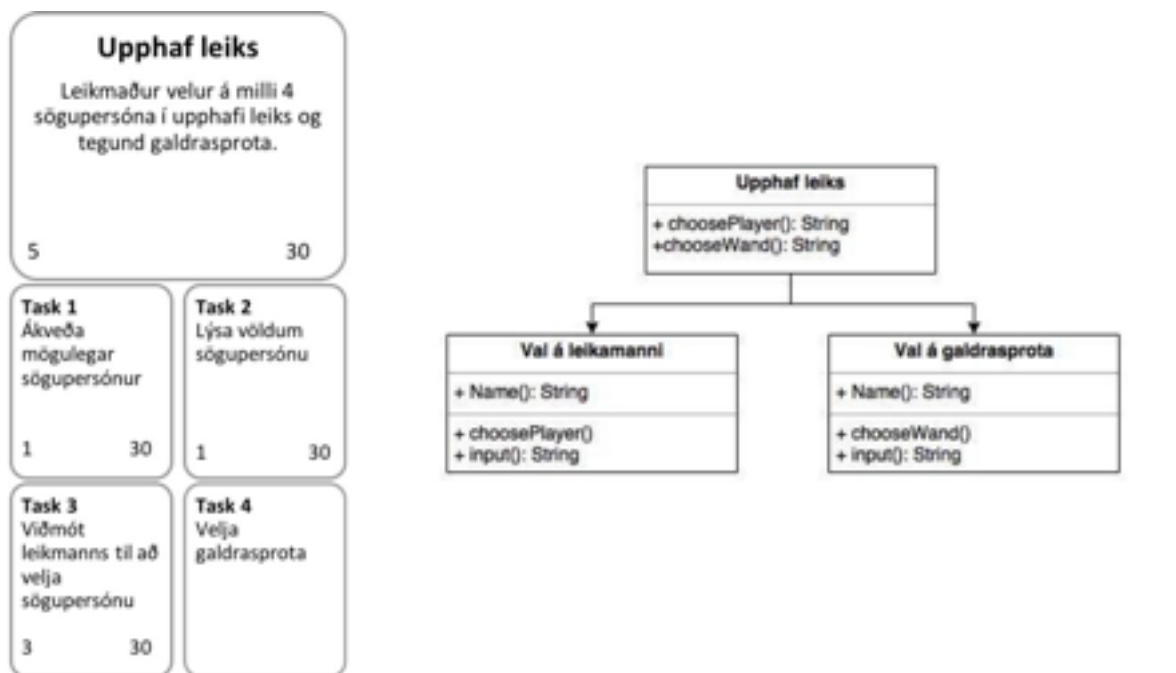 Upphaf leiks
Leikmaður velur á milli 4
sögupersóna í upphafi leiks og
tegund galdrasprota.
5 30
Task 1
Ákveða
mögulegar
sögupersónur
1 30
Task 2
Lýsa völdum
sögupersónu
1 30
Task 3
Viðmót
leikmanns til að
velja
sögupersónu
3 30
Task 4
Velja
galdrasprota
Upphaf leiks
+ choosePlayer(): String
+chooseWand(): String
Val á leikamanni
+ Name(): String
+ choosePlayer()
+ input(): String
Val á galdrasprota
+ Name(): String
+ chooseWand()
+ input(): String